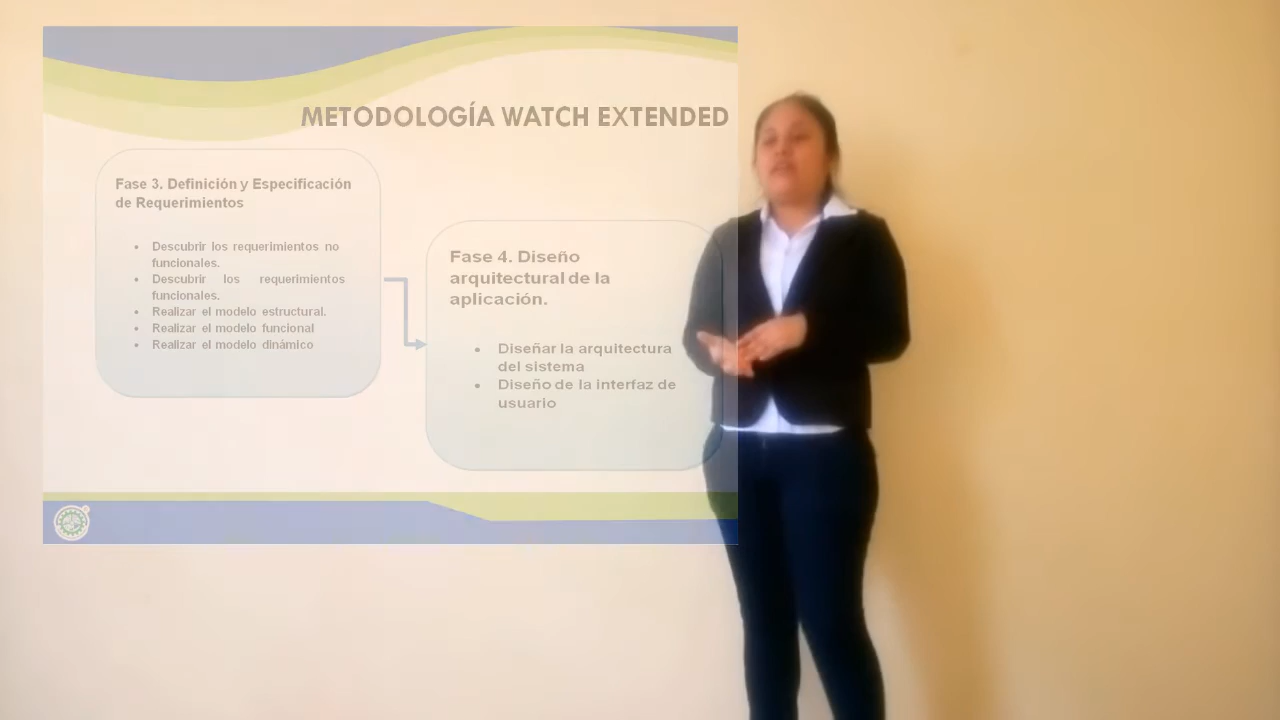 METODOLOGÍA WATCH EXTENDED
Fase 3. Definición y Especificación
de Requerimientos
• Descubrir los requerimientos no
funcionales.
• Descubrir los requerimientos
funcionales.
• Realizar el modelo estructural.
• Realizar el modelo funcional
• Realizar el modelo dinámico
Fase 4. Diseño
arquitectural de la
aplicación.
• Diseñar la arquitectura
del sistema
• Diseño de la interfaz de
usuario